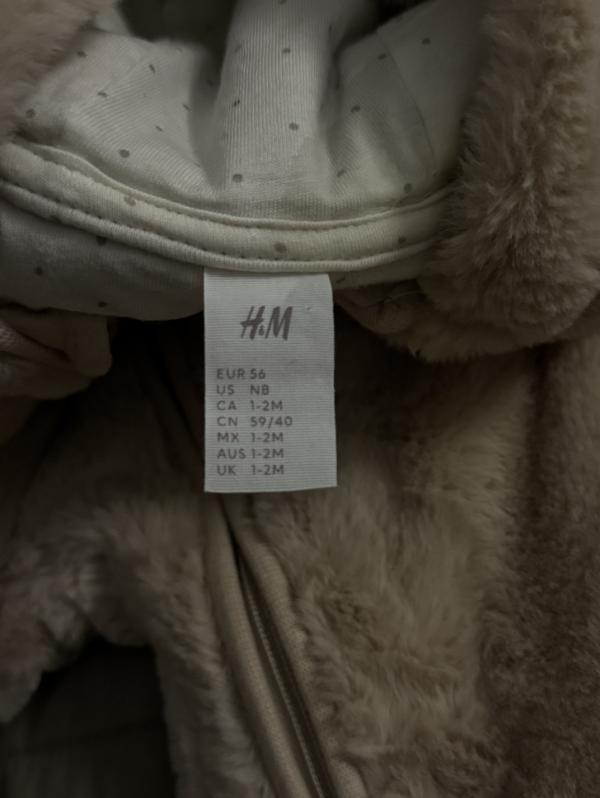 H&M
EUR 56
US NB
CA 1-2M
CN 59/40
MX 1-2M
AUS 1-2M
UK 1-2M